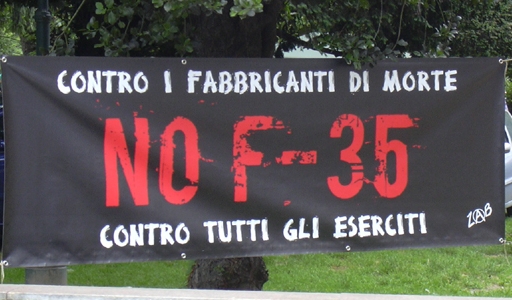 CONTRO I FABBRICANTI DI MORTE
NO F-35
CONTRO TUTTI GLI ESERCITI
ZAB